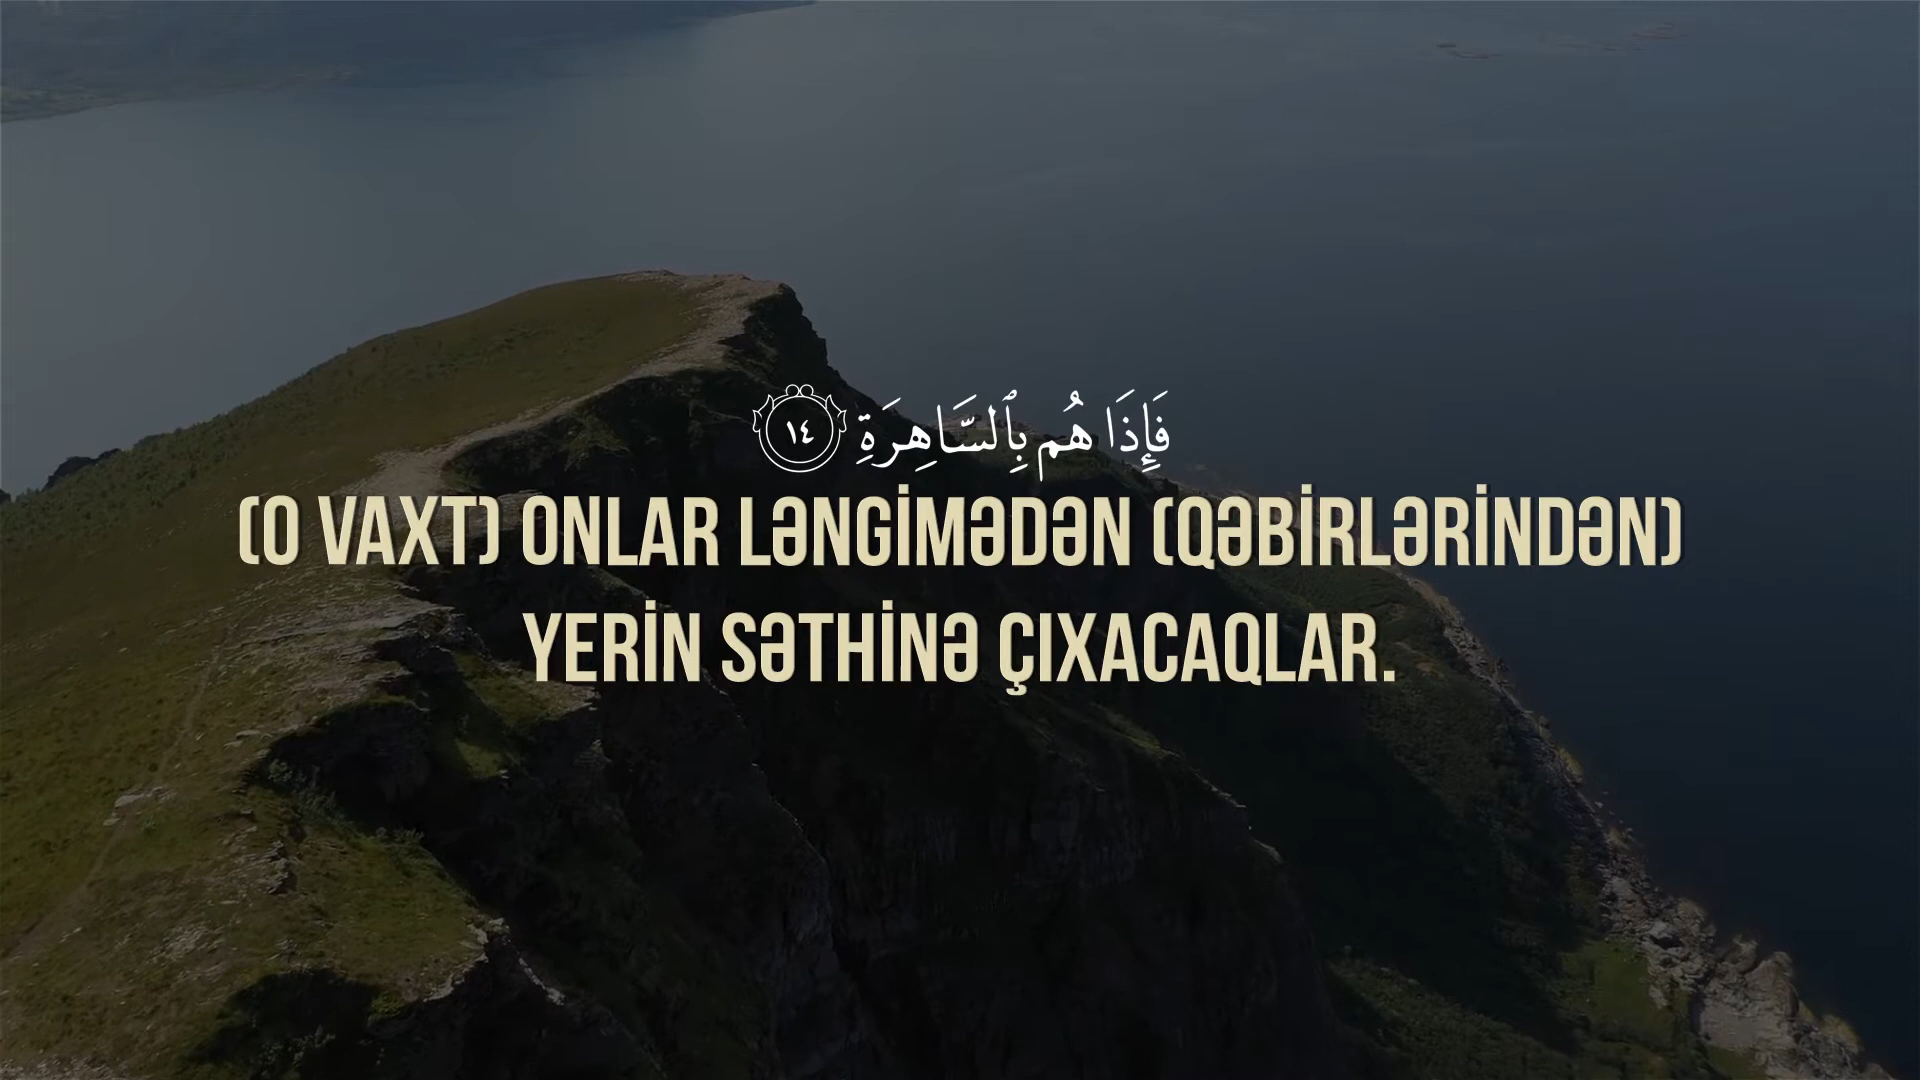 فَإِذَا هُم بِٱلسَّاهِرَةِ ١٤
(O VAXT) ONLAR LƏNGİMƏDƏN (QƏBİRLƏRİNDƏN)
YERİN SƏTHİNƏ ÇIXACAQLAR.